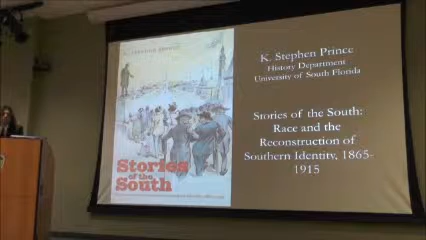 Stories
of the
South
K. Stephen Prince
History Department
University of South Florida
Stories of the South:
Race and the
Reconstruction of
Southern Identity, 1865-
1915